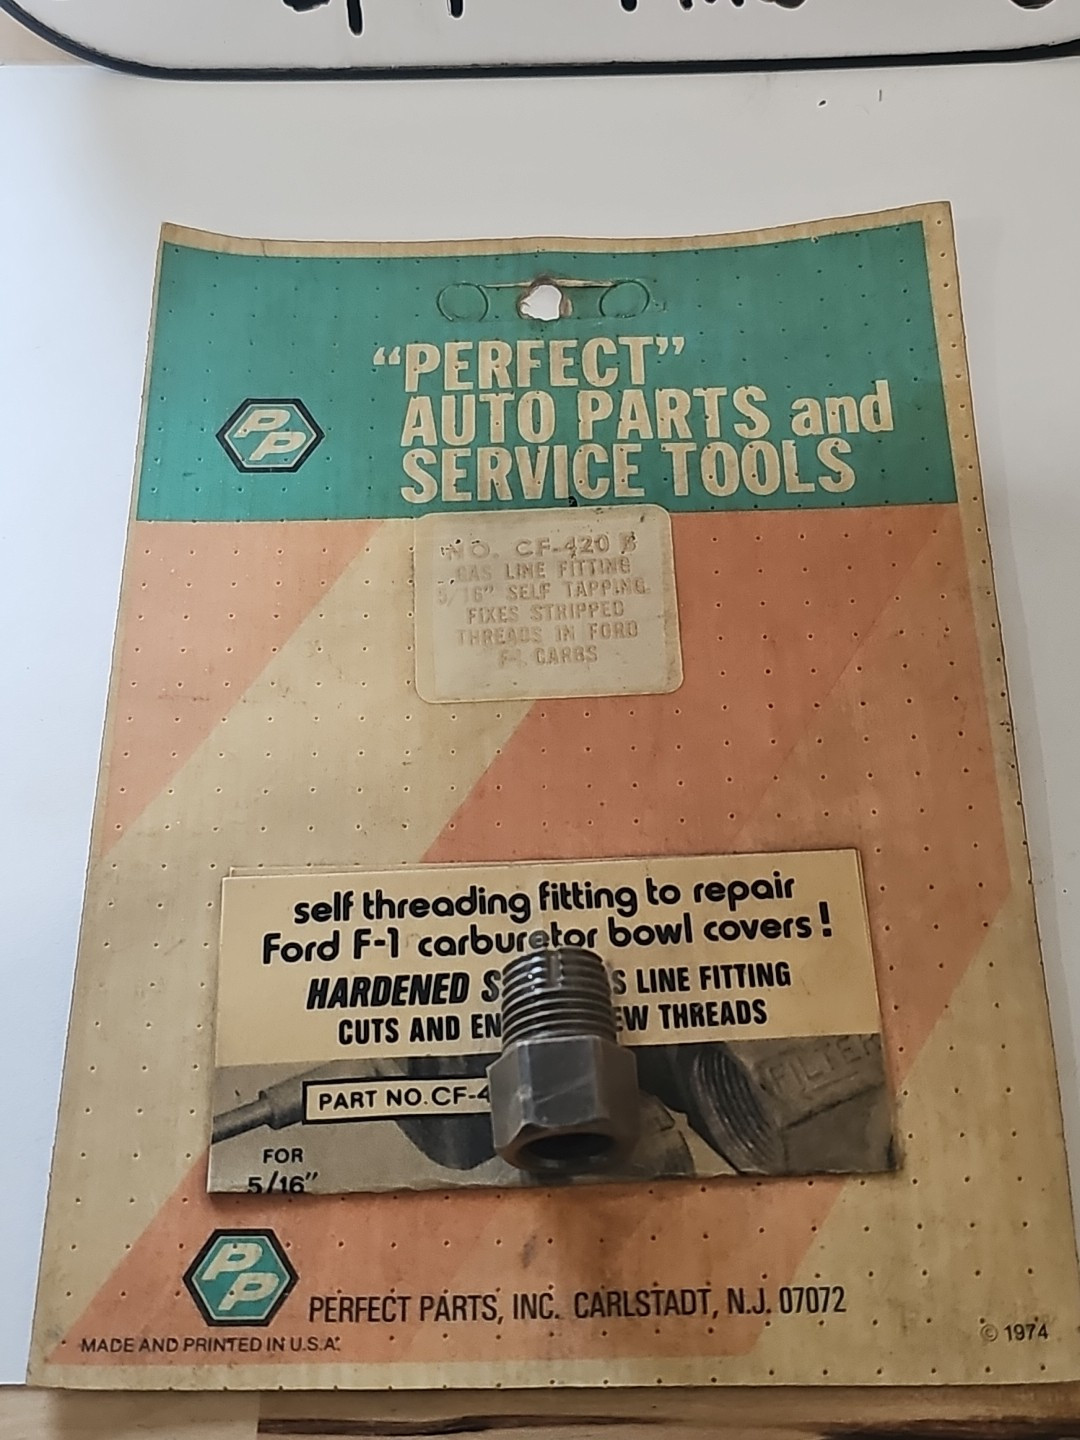 PP
"PERFECT"
AUTO PARTS and
SERVICE TOOLS
NO. CF-420 B
GAS LINE FITTING
5/16" SELF TAPPING.
FIXES STRIPPED
THREADS IN FORD
CARBS
self threading fitting to repair
Ford F-1 carburetor bowl covers!
HARDENED S S LINE FITTING
CUTS AND EN EW THREADS
FILTER
PART NO. CF-4
FOR
5/16"
PP
PERFECT PARTS, INC. CARLSTADT, N.J. 07072
MADE AND PRINTED IN U.S.A.
© 1974